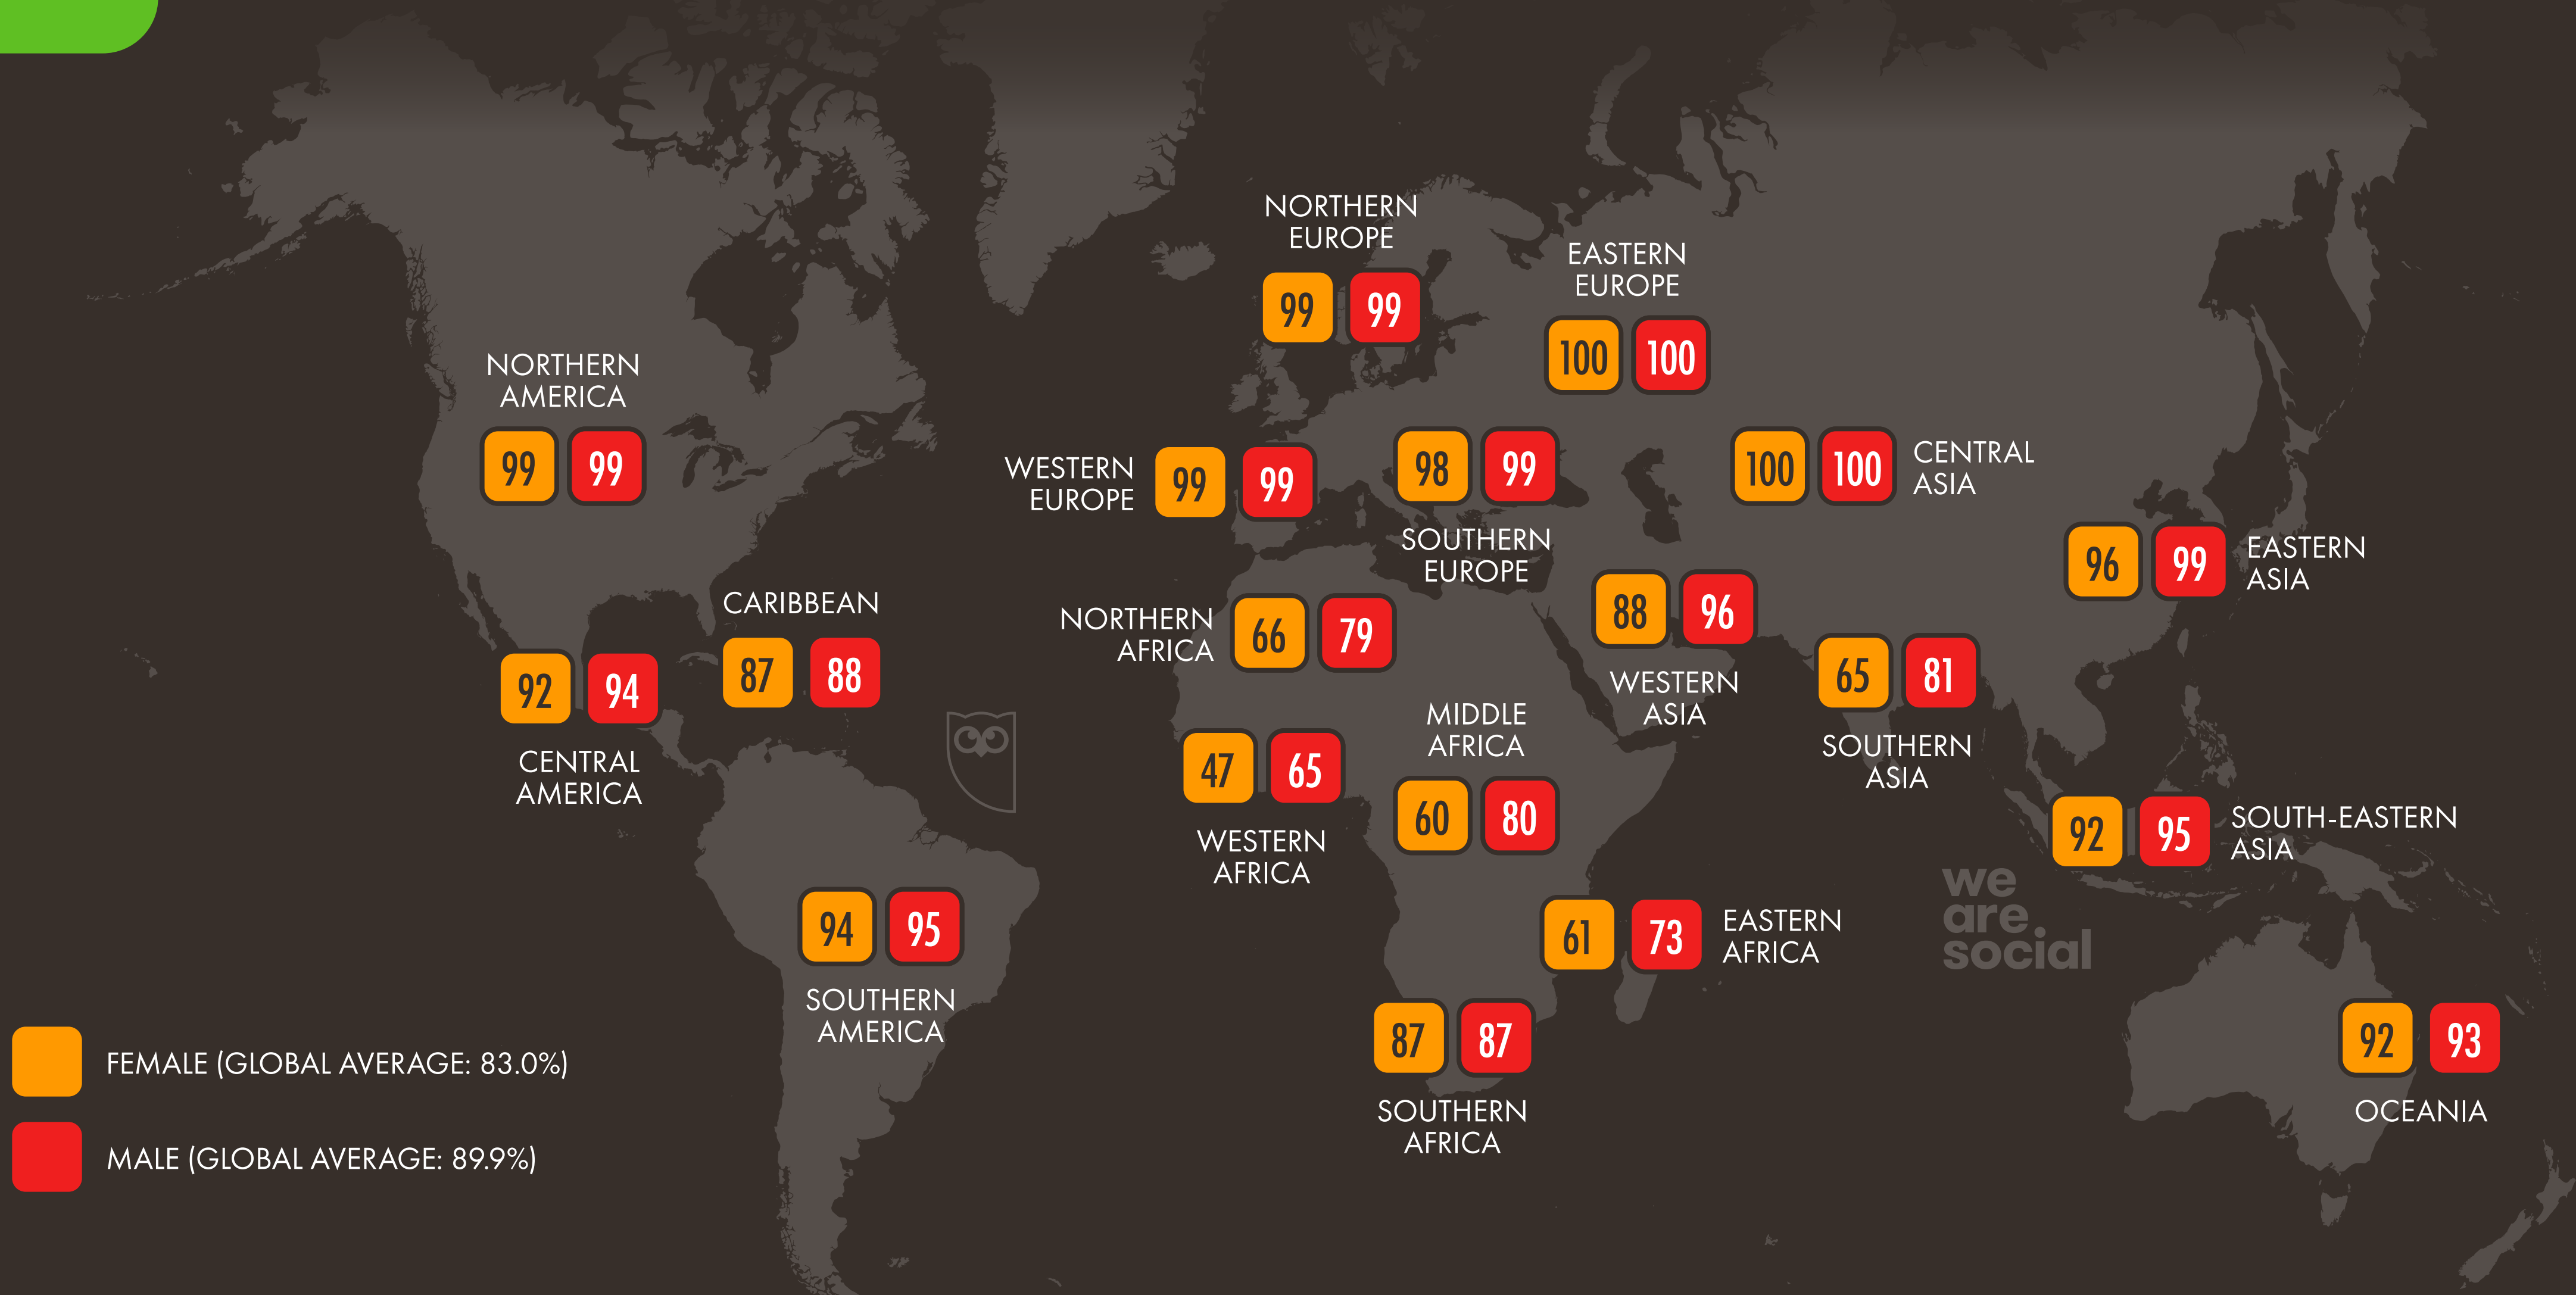 NORTHERN
EUROPE
99 99
EASTERN
EUROPE
100 100
NORTHERN
AMERICA
99 99
WESTERN
EUROPE
99 99
98 99
SOUTHERN
EUROPE
100 100
CENTRAL
ASIA
96 99
EASTERN
ASIA
CARIBBEAN
87 88
NORTHERN
AFRICA
66 79
88 96
WESTERN
ASIA
65 81
SOUTHERN
ASIA
92 94
CENTRAL
AMERICA
47 65
WESTERN
AFRICA
MIDDLE
AFRICA
60 80
92 95
SOUTH-EASTERN
ASIA
we
are
social
94 95
SOUTHERN
AMERICA
61 73
EASTERN
AFRICA
87 87
SOUTHERN
AFRICA
92 93
OCEANIA
FEMALE (GLOBAL AVERAGE: 83.0%)
MALE (GLOBAL AVERAGE: 89.9%)